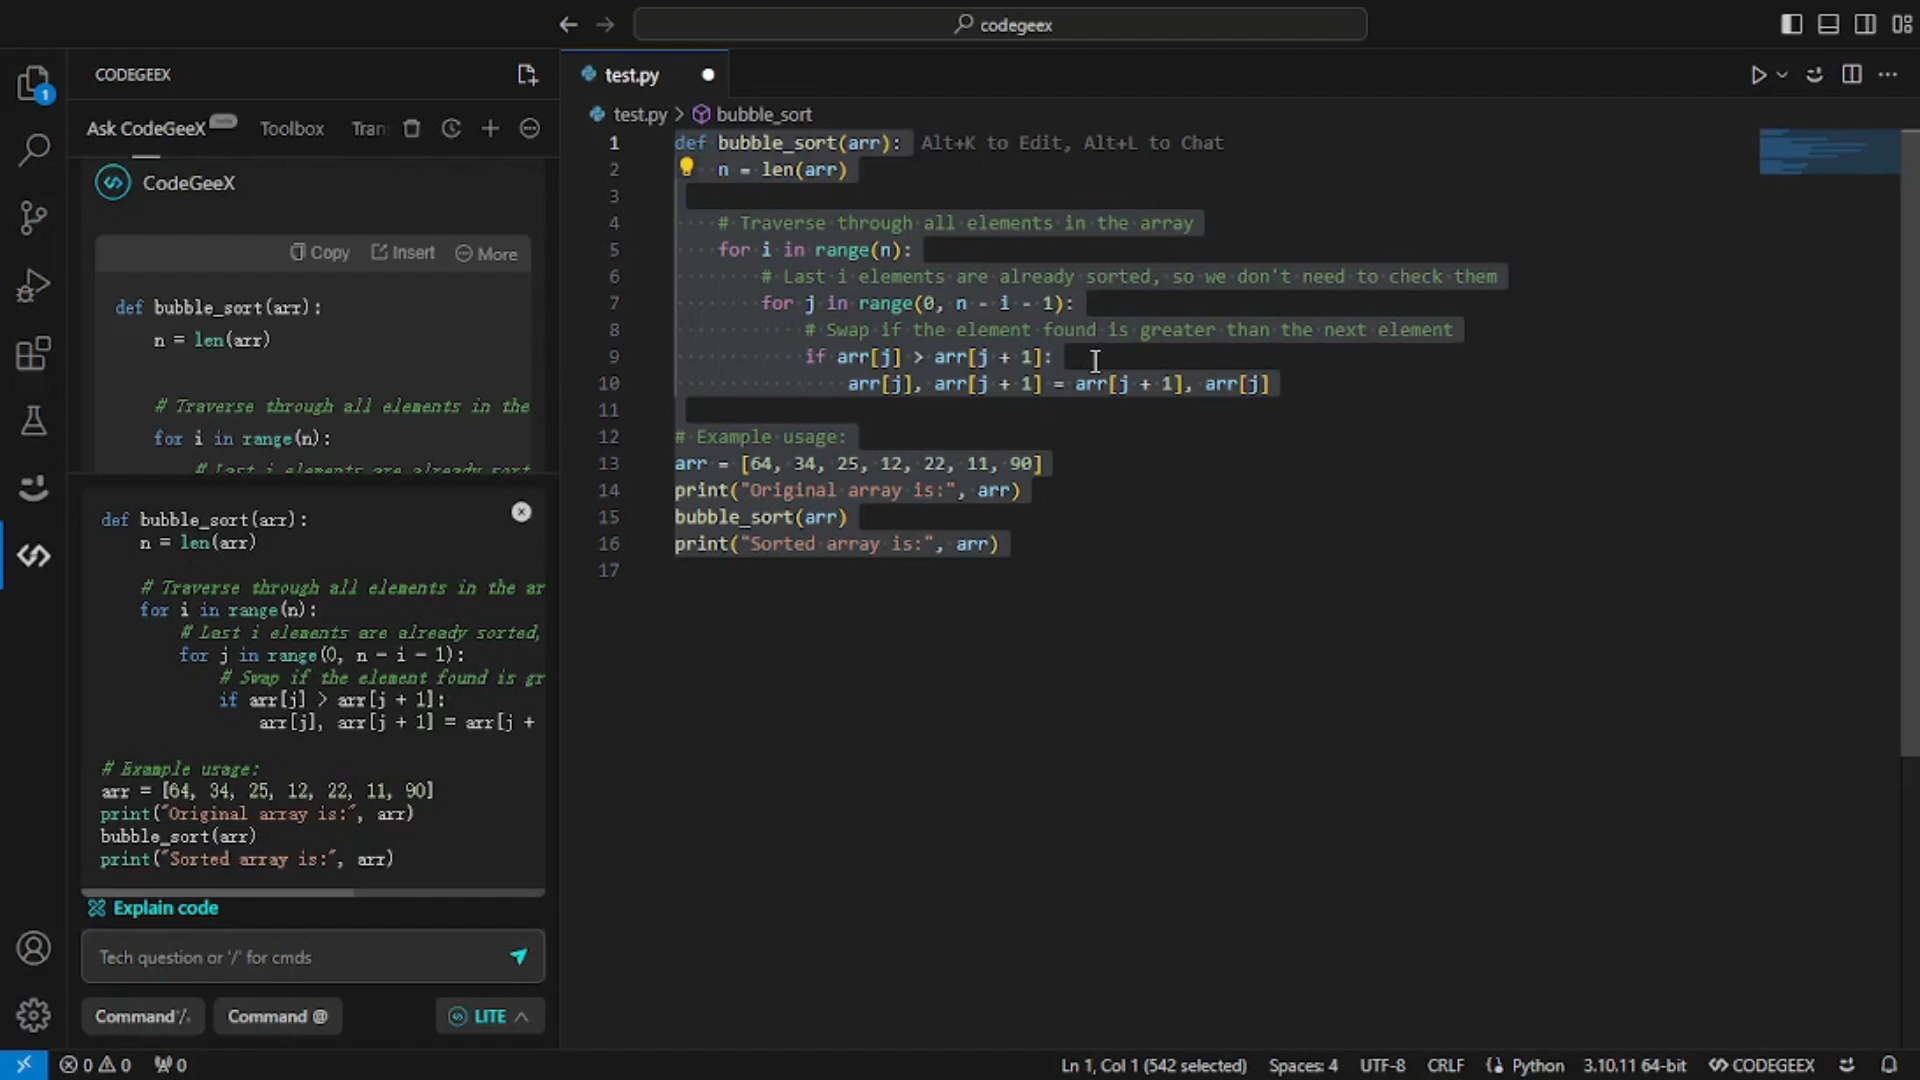 codegeex
CODEGEEX
Ask CodeGeeX
Toolbox
Tran
CodeGeeX
Copy
Insert
More
def bubble_sort(arr):
n = len(arr)
# Traverse through all elements in the
for i in range(n):
# Last i elements are already sort
def bubble_sort(arr):
n = len(arr)
# Traverse through all elements in the ar
for i in range(n):
# Last i elements are already sorted,
for j in range(0, n - i - 1):
# Swap if the element found is gr
if arr[j] > arr[j + 1]:
arr[j], arr[j + 1] = arr[j +
# Example usage:
arr = [64, 34, 25, 12, 22, 11, 90]
print("Original array is:", arr)
bubble_sort(arr)
print("Sorted array is:", arr)
Explain code
Tech question or '/' for cmds
Command /.
Command @
LITE
test.py
test.py > bubble_sort
1 def bubble_sort(arr): Alt+K to Edit, Alt+L to Chat
2 n = len(arr)
3
4 # Traverse through all elements in the array
5 for i in range(n):
6 # Last i elements are already sorted, so we don't need to check them
7 for j in range(0, n - i - 1):
8 # Swap if the element found is greater than the next element
9 if arr[j] > arr[j + 1]:
10 arr[j], arr[j + 1] = arr[j + 1], arr[j]
11
12 # Example usage:
13 arr = [64, 34, 25, 12, 22, 11, 90]
14 print("Original array is:", arr)
15 bubble_sort(arr)
16 print("Sorted array is:", arr)
17
1
0 0 0
Ln 1, Col 1 (542 selected)
Spaces: 4
UTF-8
CRLF
Python
3.10.11 64-bit
CODEGEEX